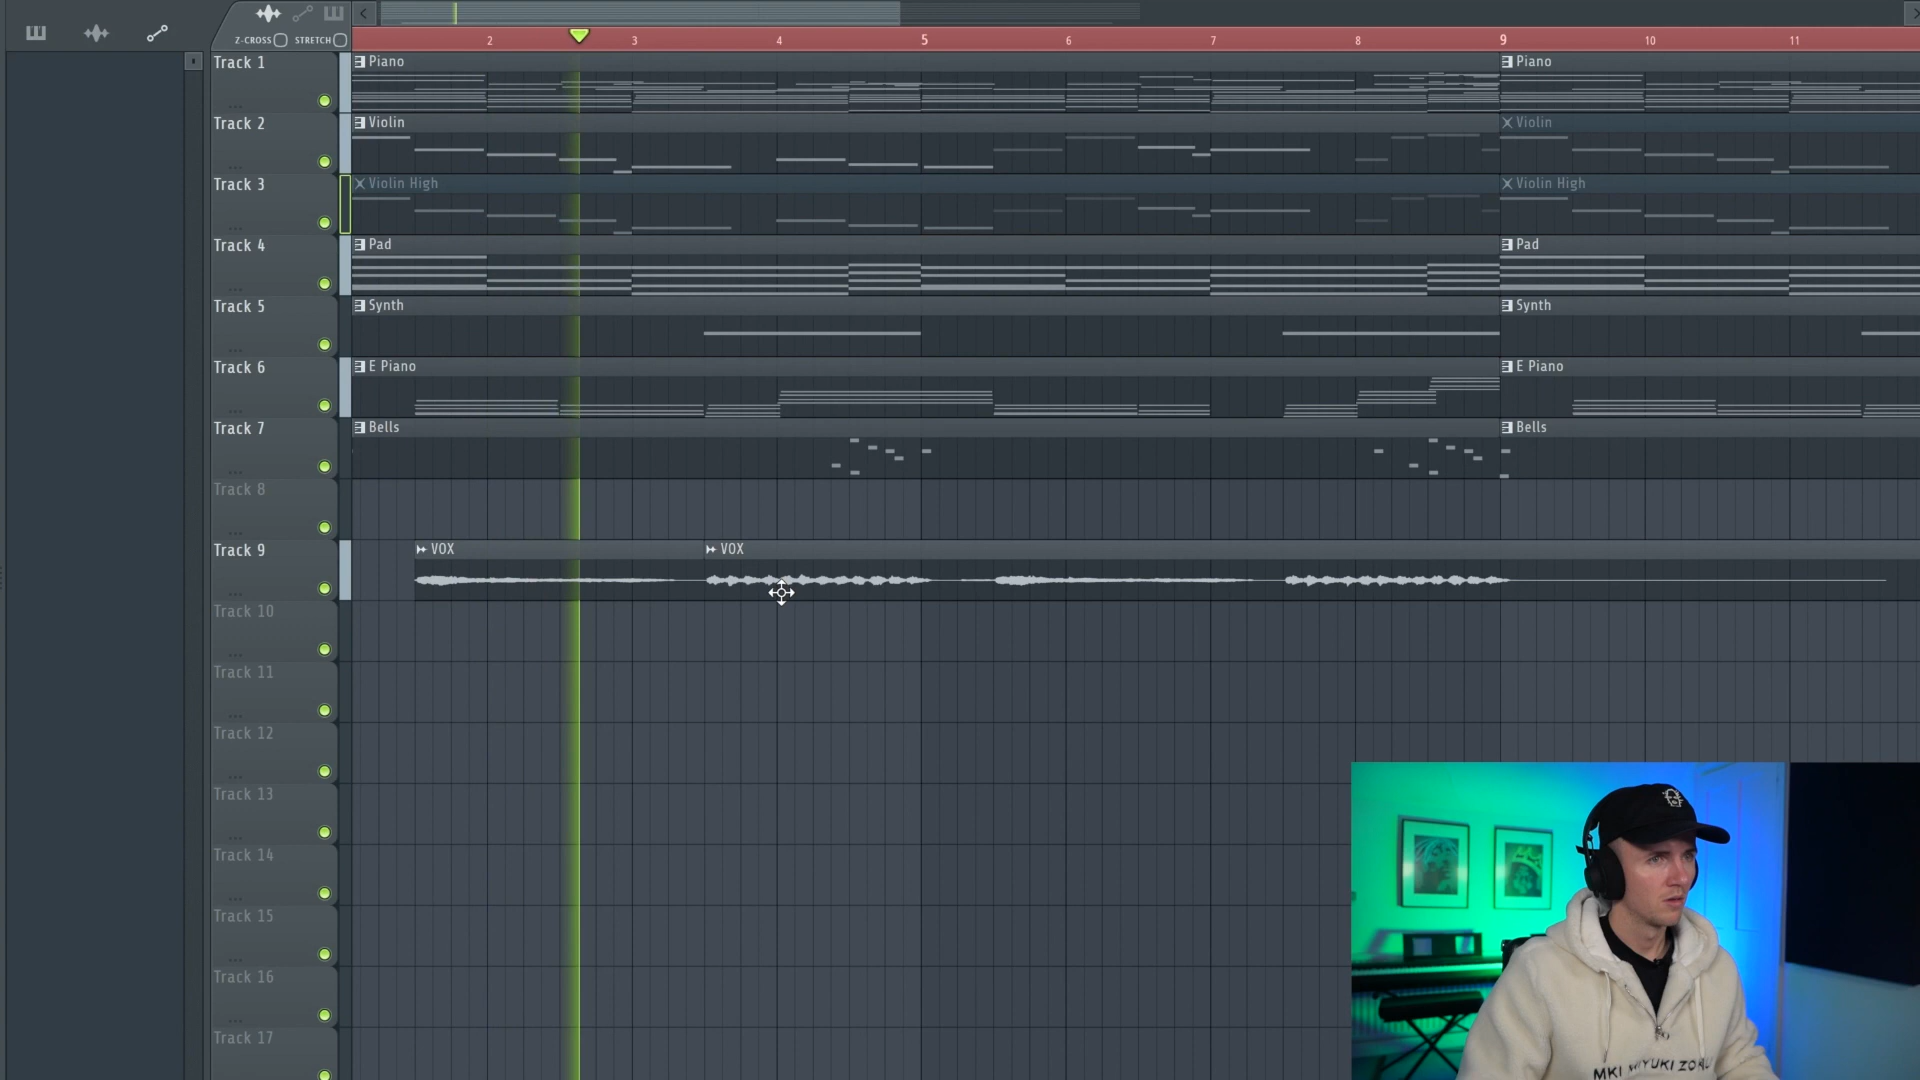 Z-CROSS STRETCH
2 3 4 5 6 7 8 9 10 11
Track 1 Piano Piano
...
Track 2 Violin Violin
...
Track 3 Violin High Violin High
...
Track 4 Pad Pad
...
Track 5 Synth Synth
...
Track 6 E Piano E Piano
...
Track 7 Bells Bells
...
Track 8
...
Track 9 VOX VOX
...
Track 10
...
Track 11
...
Track 12
...
Track 13
...
Track 14
...
Track 15
...
Track 16
...
Track 17